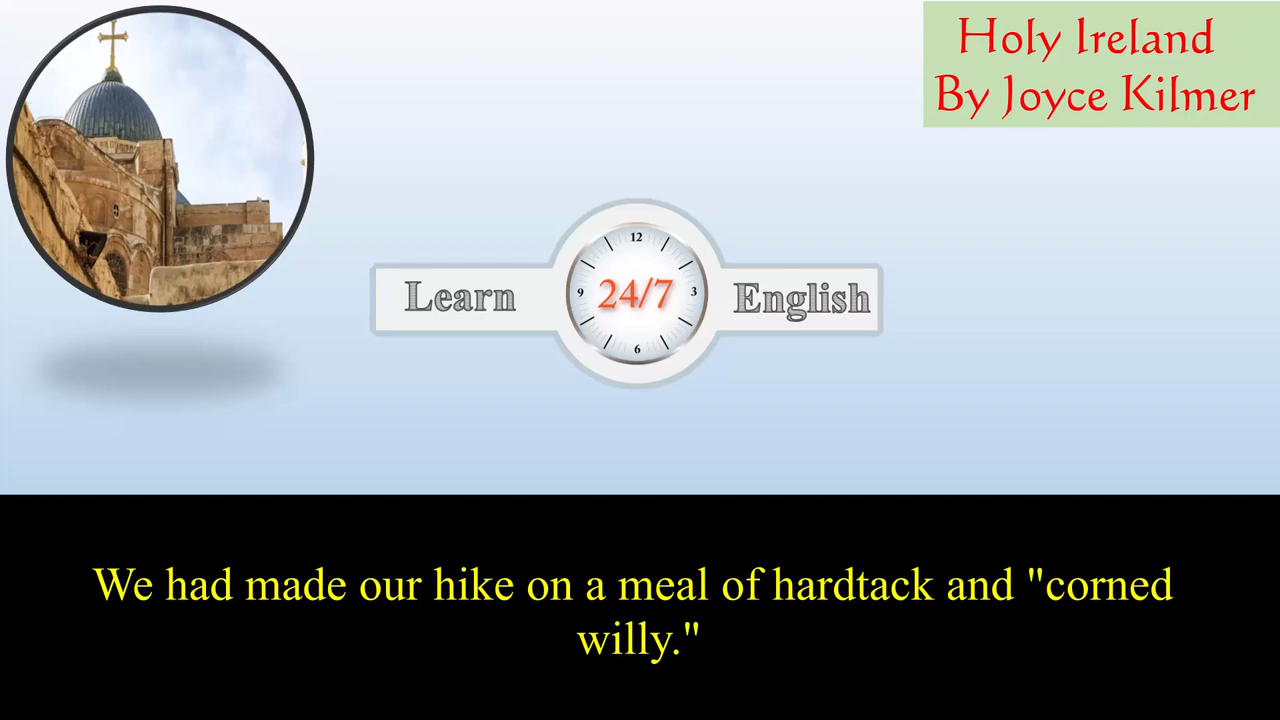 Holy Ireland
By Joyce Kilmer
12
Learn
9
24/7
3
English
6
We had made our hike on a meal of hardtack and "corned
willy."